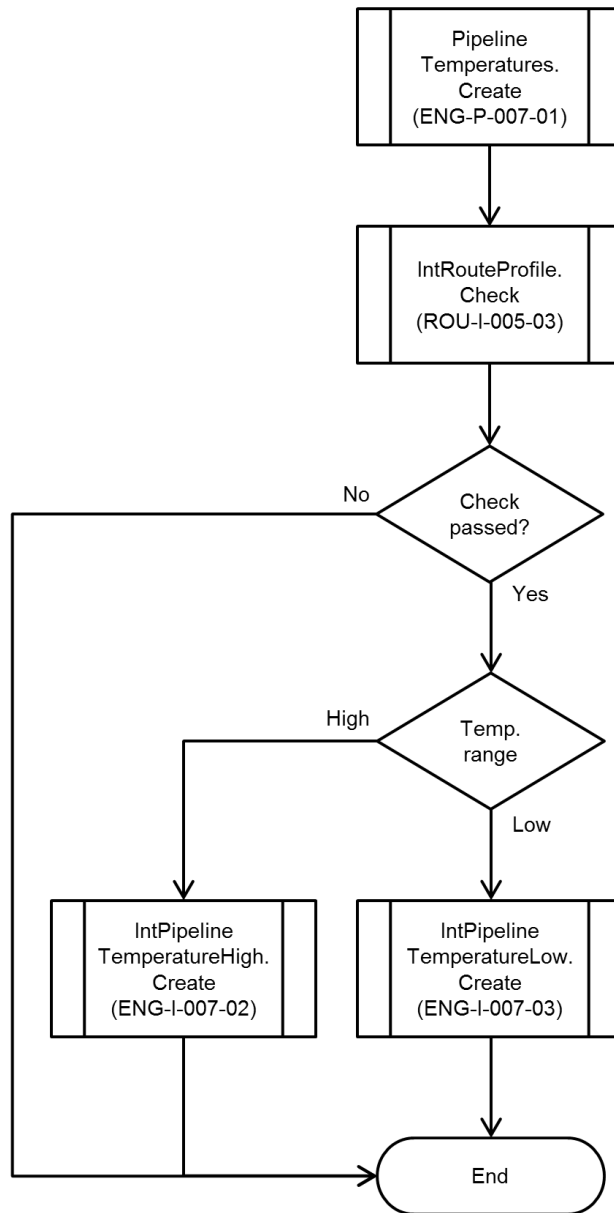 Pipeline
Temperatures.
Create
(ENG-P-007-01)
IntRouteProfile.
Check
(ROU-I-005-03)
No
Check
passed?
Yes
High
Temp.
range
Low
IntPipeline
TemperatureHigh.
Create
(ENG-I-007-02)
IntPipeline
TemperatureLow.
Create
(ENG-I-007-03)
End